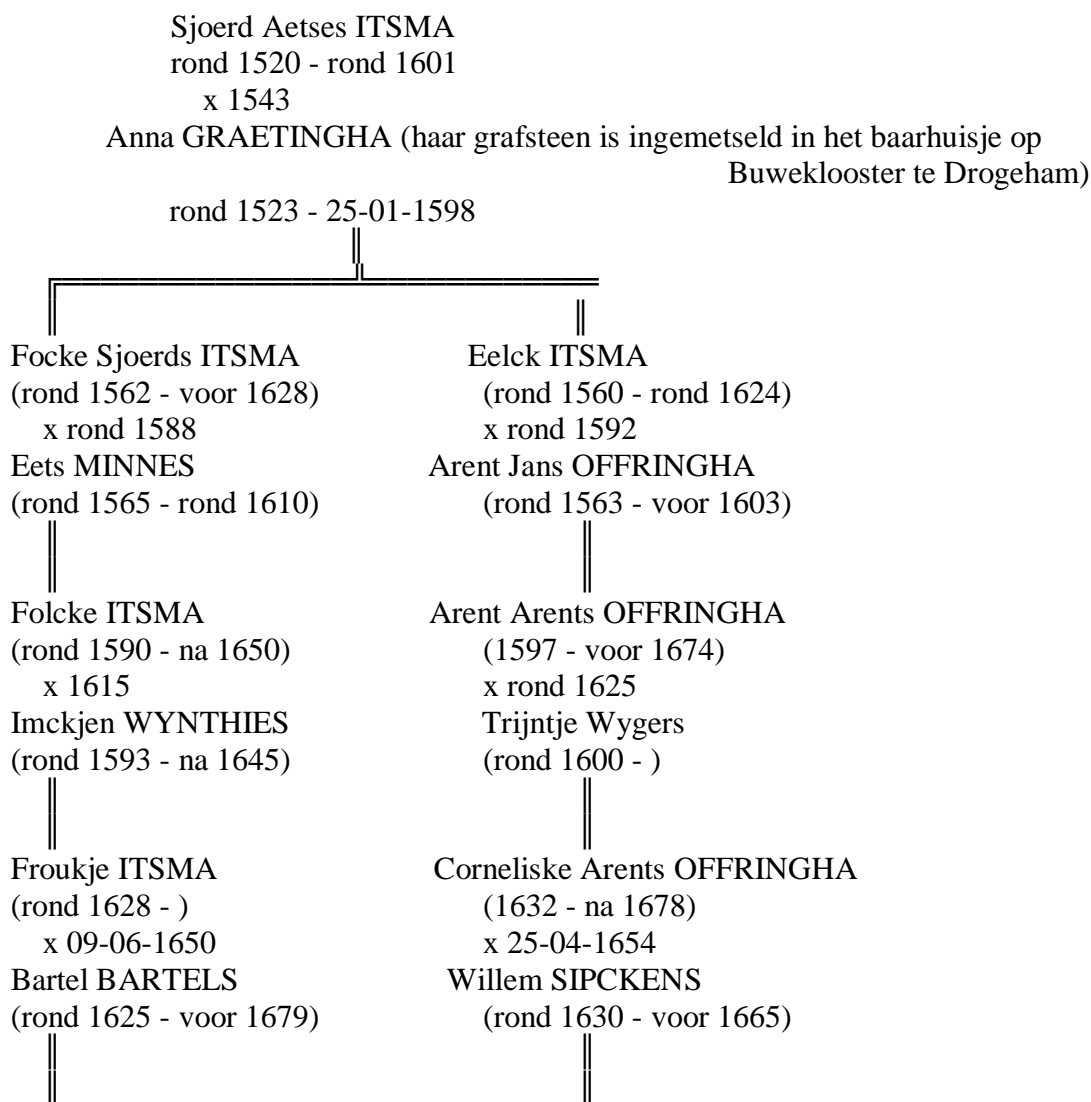 Sjoerd Aetses ITSMA
rond 1520 - rond 1601
x 1543
Anna GRAETINGHA (haar grafsteen is ingemetseld in het baarhuisje op
Buweklooster te Drogeham)
rond 1523 - 25-01-1598
Focke Sjoerds ITSMA Eelck ITSMA
(rond 1562 - voor 1628) (rond 1560 - rond 1624)
x rond 1588 x rond 1592
Eets MINNES Arent Jans OFFRINGHA
(rond 1565 - rond 1610) (rond 1563 - voor 1603)
Folcke ITSMA Arent Arents OFFRINGHA
(rond 1590 - na 1650) (1597 - voor 1674)
x 1615 x rond 1625
Imckjen WYNTHIES Trijntje Wygers
(rond 1593 - na 1645) (rond 1600 - )
Froukje ITSMA Corneliske Arents OFFRINGHA
(rond 1628 - ) (1632 - na 1678)
x 09-06-1650 x 25-04-1654
Bartel BARTELS Willem SIPCKENS
(rond 1625 - voor 1679) (rond 1630 - voor 1665)